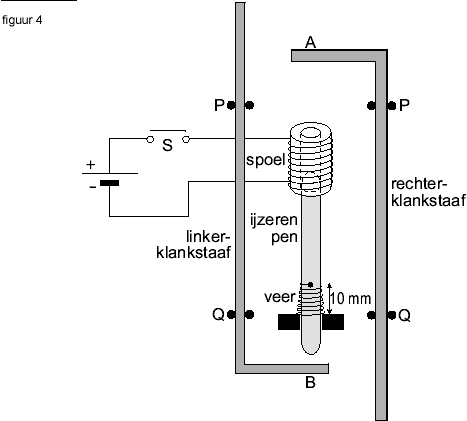 figuur 4
A
P
P
S
spoel
+
-
rechter-
klankstaaf
ijzeren
pen
linker-
klankstaaf
veer
10 mm
Q
Q
B